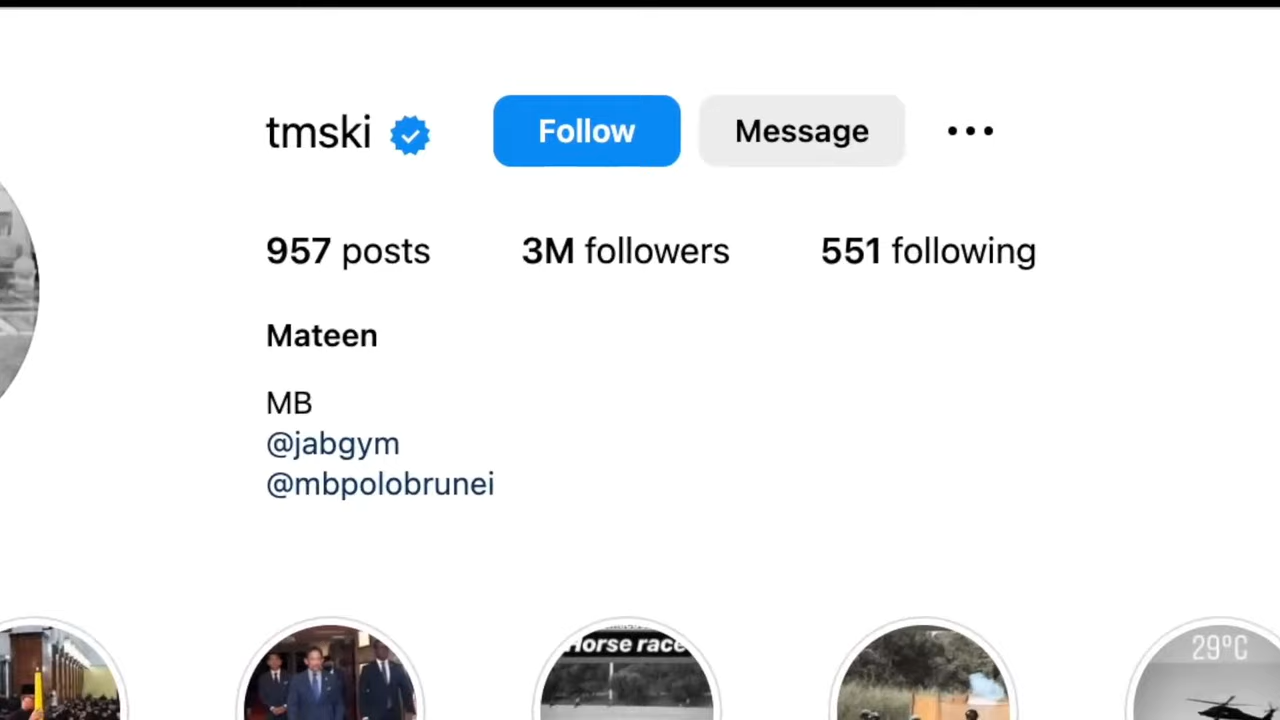 tmski Follow Message
957 posts 3M followers 551 following
Mateen
MB
@jabgym
@mbpolobrunei
Horse race
29°C